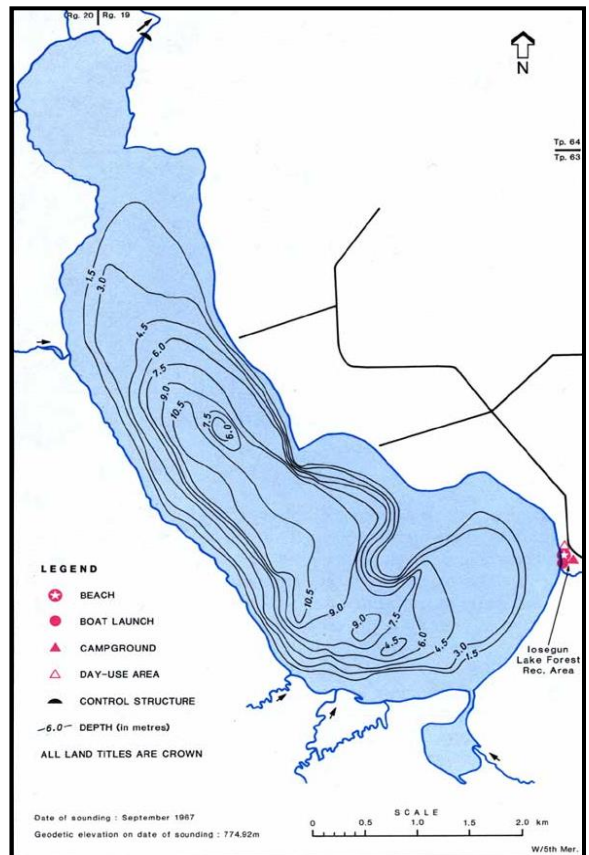 Rg. 20 Rg. 19
N
Tp. 64
Tp. 63
1.5
3.0
4.5
6.0
7.5
9.0
10.5
7.5
6.0
10.5
9.0
9.0
7.5
6.0
4.5
4.5
3.0
1.5
Iosegun
Lake Forest
Rec. Area
LEGEND
BEACH
BOAT LAUNCH
CAMPGROUND
DAY-USE AREA
CONTROL STRUCTURE
-6.0- DEPTH (in metres)
ALL LAND TITLES ARE CROWN
Date of sounding : September 1967
Geodetic elevation on date of sounding : 774.92m
SCALE
0 0.5 1.0 1.5 2.0 km
W/5th Mer.